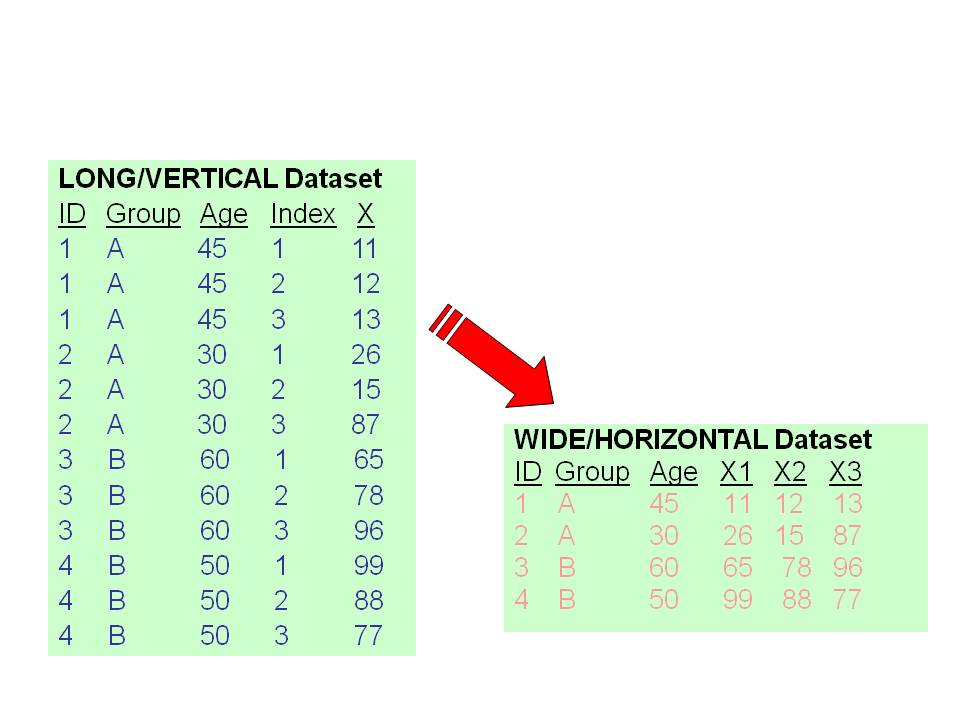 LONG/VERTICAL Dataset
ID Group Age Index X
1 A 45 1 11
1 A 45 2 12
1 A 45 3 13
2 A 30 1 26
2 A 30 2 15
2 A 30 3 87
3 B 60 1 65
3 B 60 2 78
3 B 60 3 96
4 B 50 1 99
4 B 50 2 88
4 B 50 3 77
WIDE/HORIZONTAL Dataset
ID Group Age X1 X2 X3
1 A 45 11 12 13
2 A 30 26 15 87
3 B 60 65 78 96
4 B 50 99 88 77